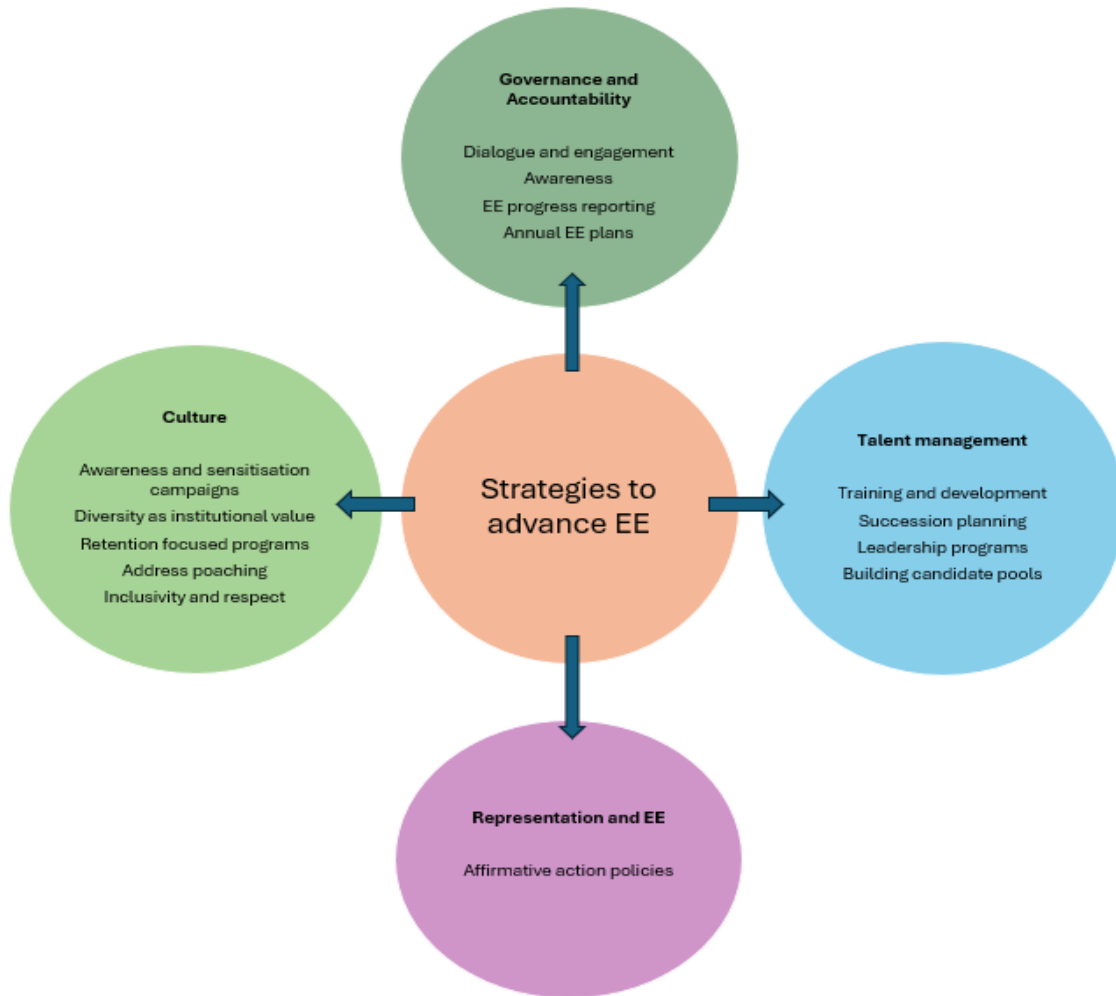 Governance and
Accountability
Dialogue and engagement
Awareness
EE progress reporting
Annual EE plans
Culture
Awareness and sensitisation
campaigns
Diversity as institutional value
Retention focused programs
Address poaching
Inclusivity and respect
Strategies to
advance EE
Talent management
Training and development
Succession planning
Leadership programs
Building candidate pools
Representation and EE
Affirmative action policies